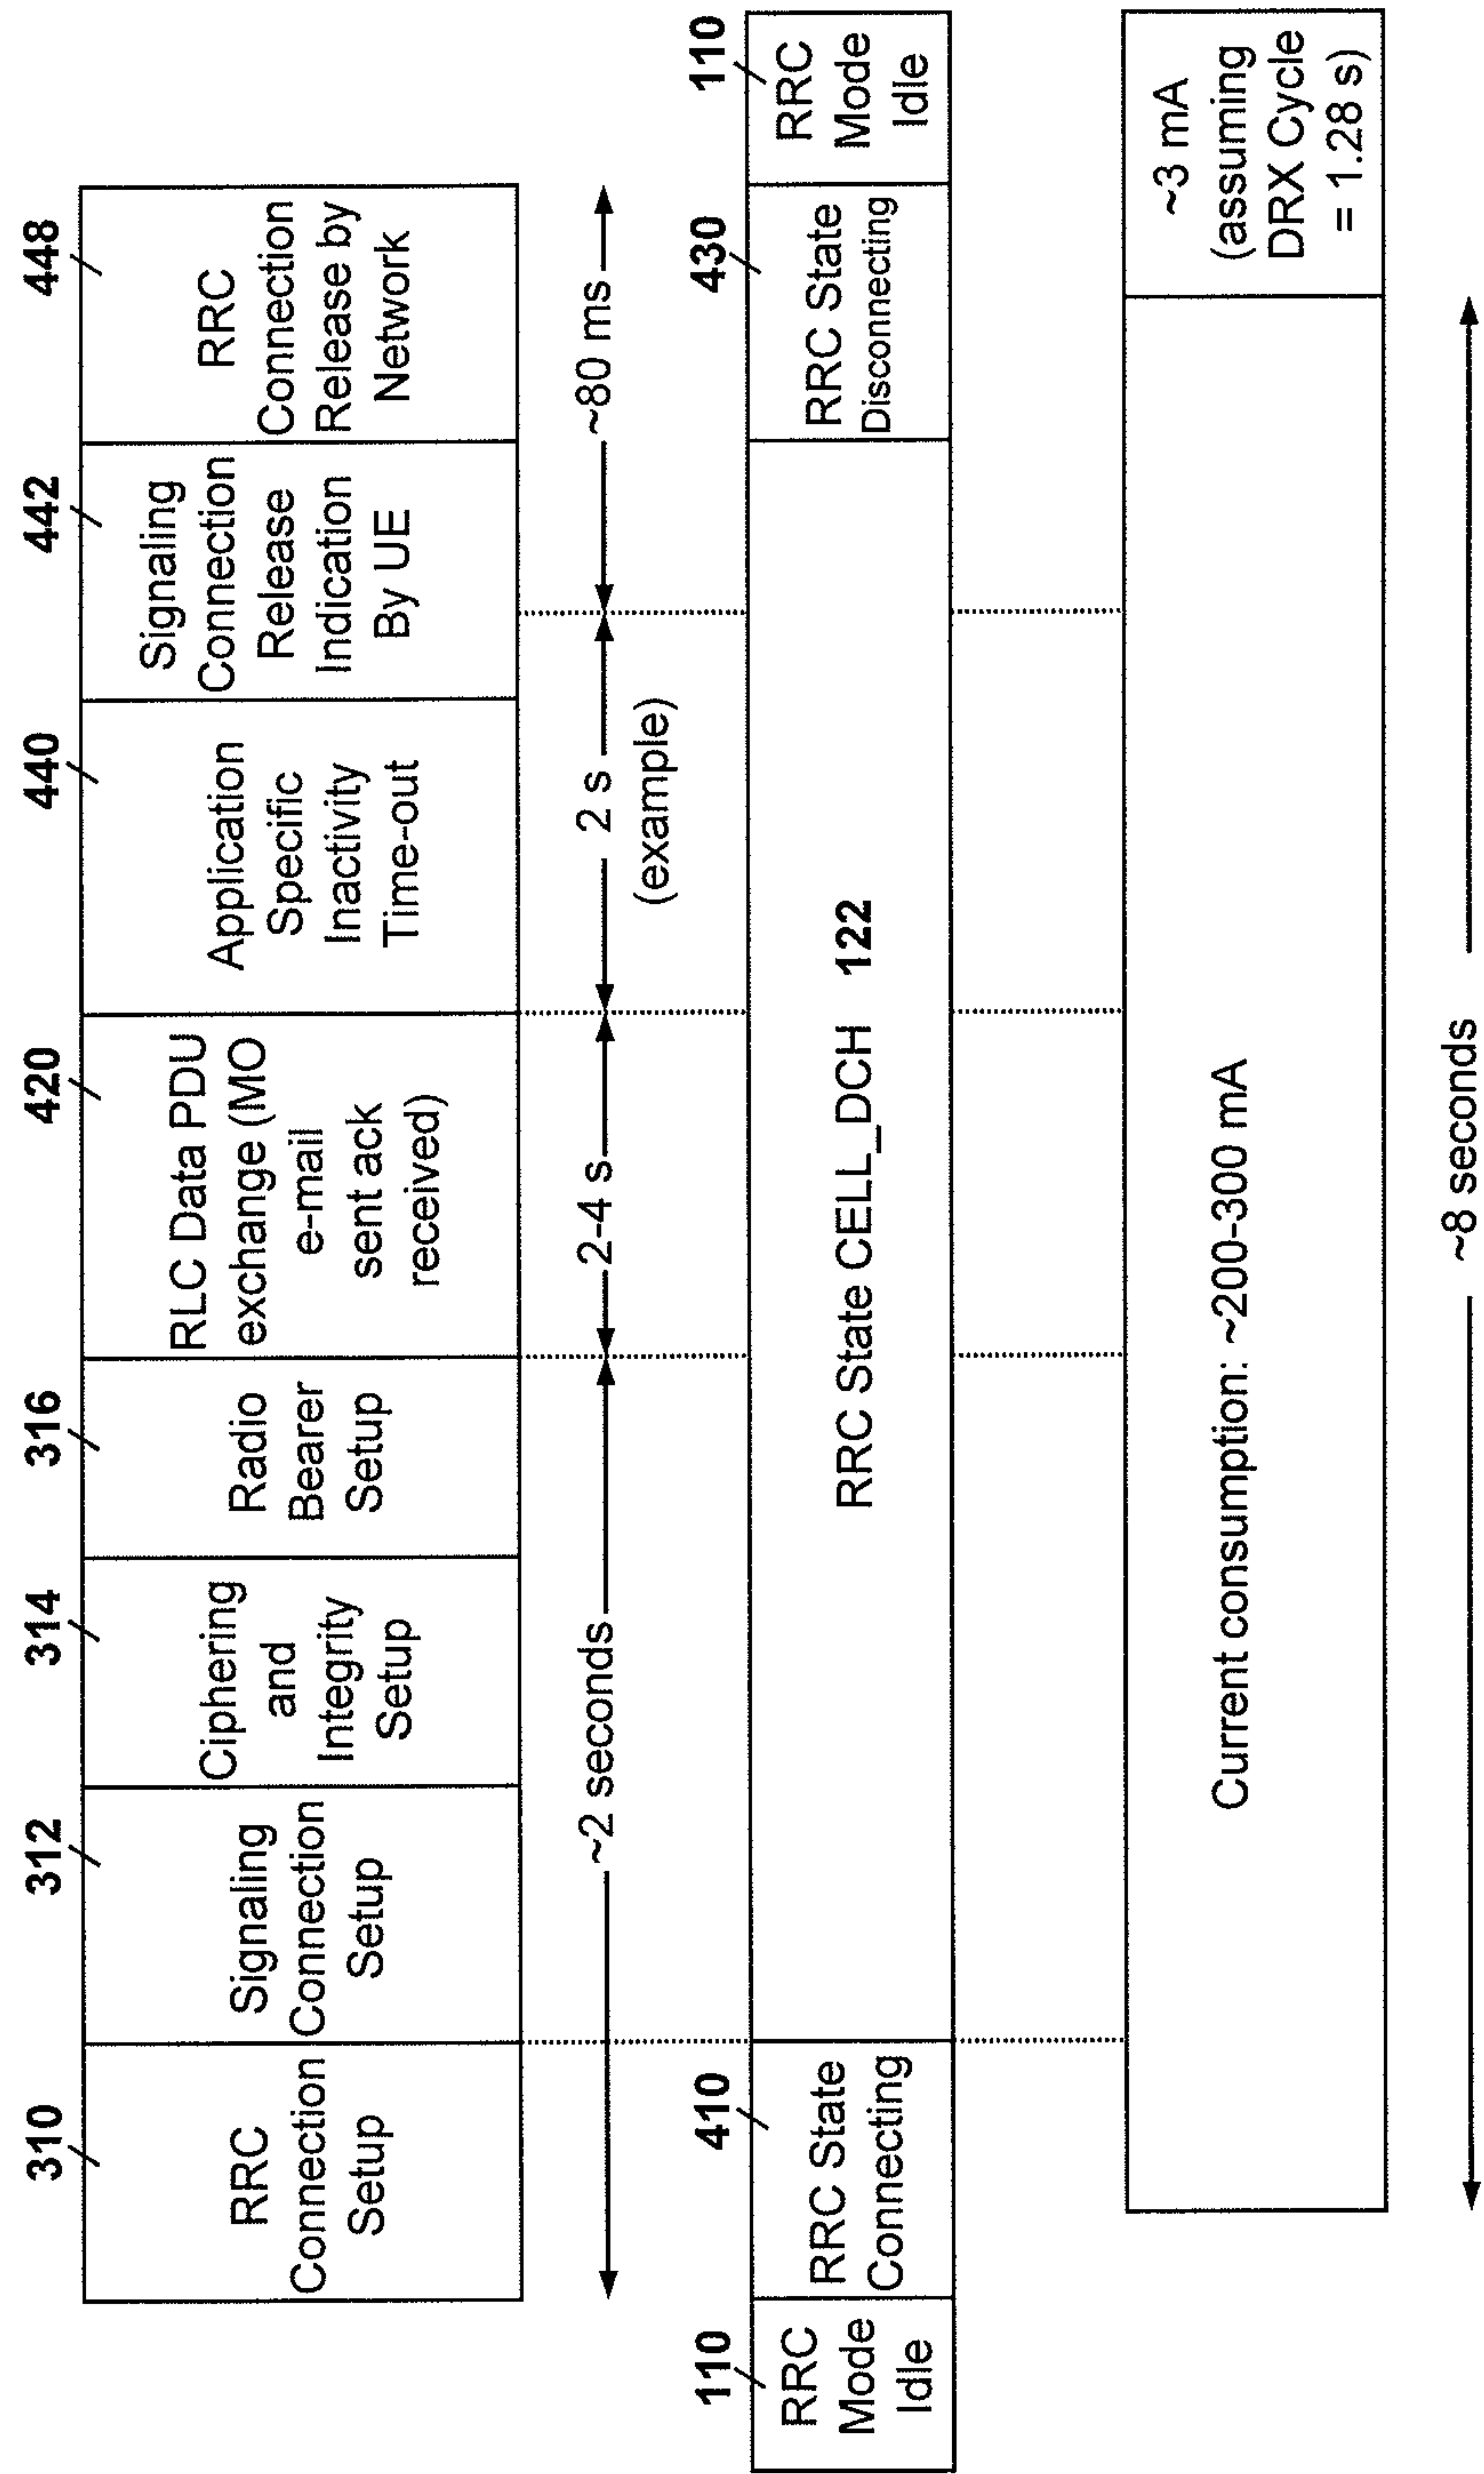 310
RRC
Connection
Setup
312
Signaling
Connection
Setup
314
Ciphering
and
Integrity
Setup
316
Radio
Bearer
Setup
420
RLC Data PDU
exchange (MO
e-mail
sent ack
received)
440
Application
Specific
Inactivity
Time-out
442
Signaling
Connection
Release
Indication
By UE
448
RRC
Connection
Release by
Network
~2 seconds
2-4 s
2 s
(example)
~80 ms
110
RRC
Mode
Idle
410
RRC State
Connecting
RRC State CELL_DCH 122
430
RRC State
Disconnecting
110
RRC
Mode
Idle
Current consumption: ~200-300 mA
~3 mA
(assuming
DRX Cycle
= 1.28 s)
~8 seconds